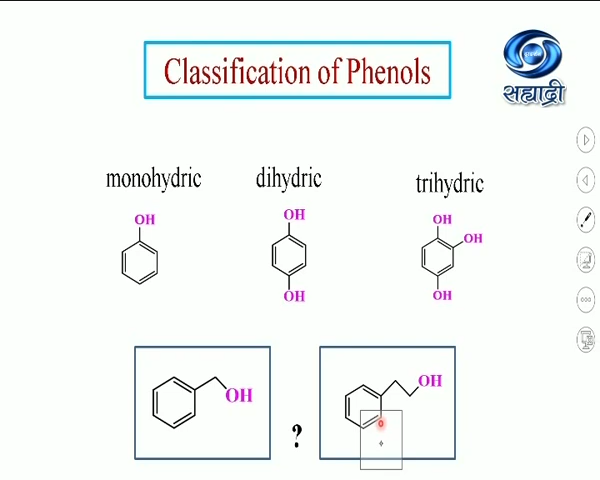 Classification of Phenols
सह्याद्री
monohydric
dihydric
trihydric
OH
OH
OH
OH
OH
OH
OH
OH
?
OH